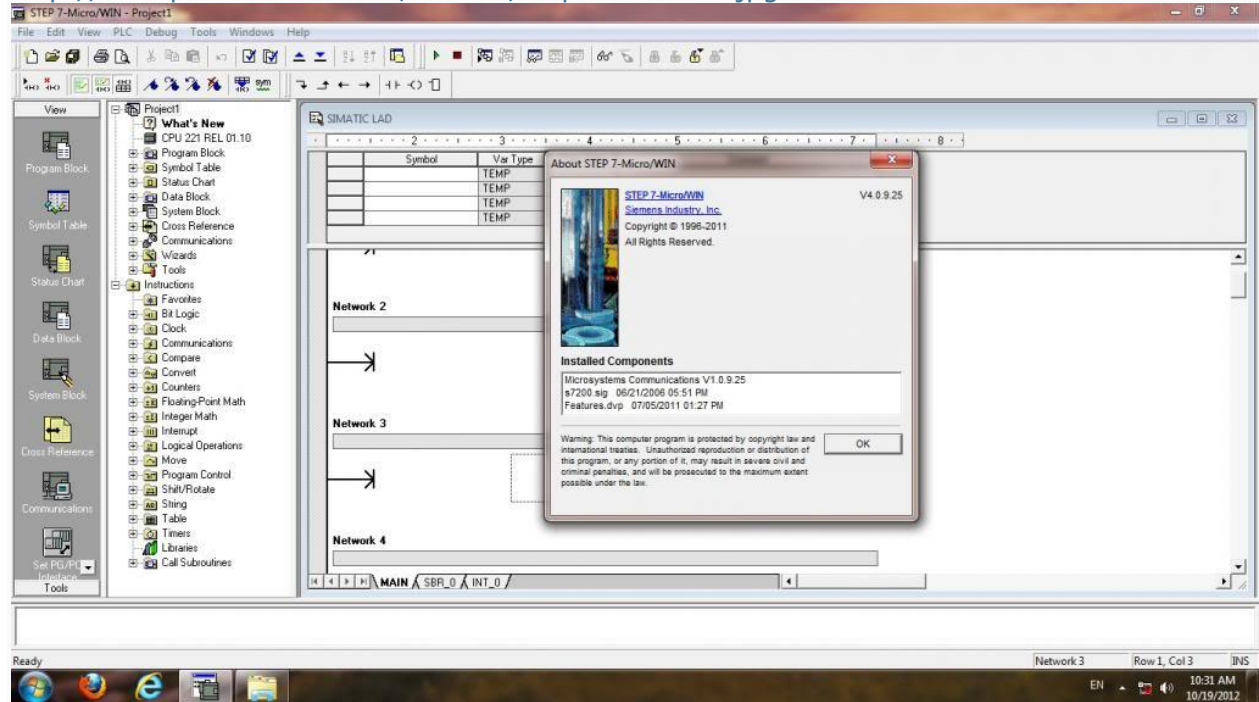 STEP 7-Micro/WIN - Project1
File Edit View PLC Debug Tools Windows Help
sym
View
Program Block
Symbol Table
Status Chart
Data Block
System Block
Cross Reference
Communications
Set PG/PC
Interface
Tools
Project1
What's New
CPU 221 REL 01.10
Program Block
Symbol Table
Status Chart
Data Block
System Block
Cross Reference
Communications
Wizards
Tools
Instructions
Favorites
Bit Logic
Clock
Communications
Compare
Convert
Counters
Floating-Point Math
Integer Math
Interrupt
Logical Operations
Move
Program Control
Shift/Rotate
String
Table
Timers
Libraries
Call Subroutines
SIMATIC LAD
2 3 4 5 6 7 8
Symbol Var Type
TEMP
TEMP
TEMP
TEMP
Network 2
Network 3
Network 4
MAIN SBR_0 INT_0
About STEP 7-Micro/WIN
STEP 7-Micro/WIN V4.0.9.25
Siemens Industry, Inc.
Copyright © 1996-2011
All Rights Reserved.
Installed Components
Microsystems Communications V1.0.9.25
s7200.sig 06/21/2006 05:51 PM
Features.dvp 07/05/2011 01:27 PM
Warning: This computer program is protected by copyright law and
international treaties. Unauthorized reproduction or distribution of
this program, or any portion of it, may result in severe civil and
criminal penalties, and will be prosecuted to the maximum extent
possible under the law.
OK
Ready Network 3 Row 1, Col 3 INS
EN 10:31 AM
10/19/2012